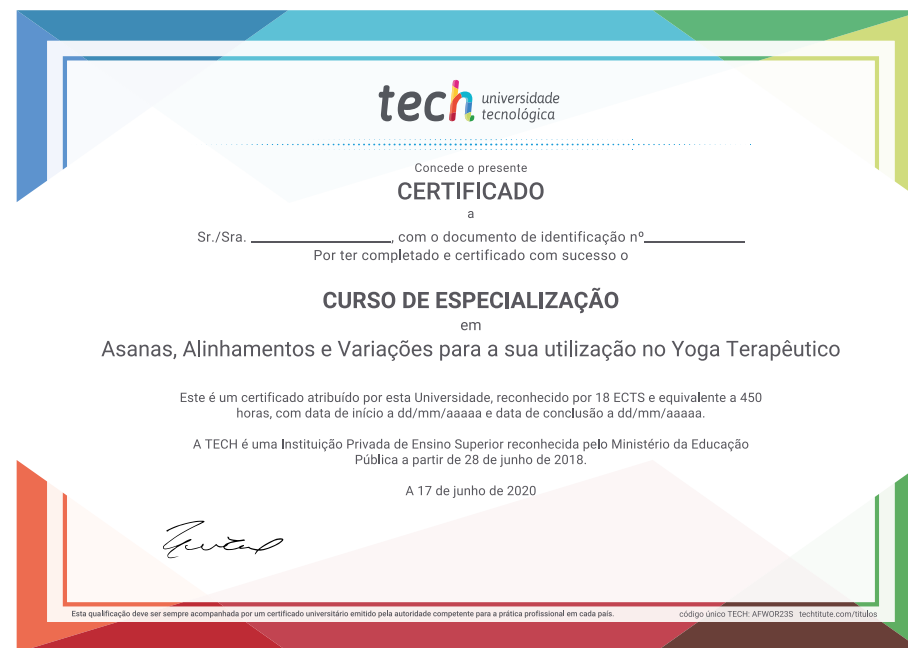 tech universidade
tecnológica
Concede o presente
CERTIFICADO
a
Sr./Sra. ________________, com o documento de identificação nº____________
Por ter completado e certificado com sucesso o
CURSO DE ESPECIALIZAÇÃO
em
Asanas, Alinhamentos e Variações para a sua utilização no Yoga Terapêutico
Este é um certificado atribuído por esta Universidade, reconhecido por 18 ECTS e equivalente a 450
horas, com data de início a dd/mm/aaaaa e data de conclusão a dd/mm/aaaaa.
A TECH é uma Instituição Privada de Ensino Superior reconhecida pelo Ministério da Educação
Pública a partir de 28 de junho de 2018.
A 17 de junho de 2020
Esta qualificação deve ser sempre acompanhada por um certificado universitário emitido pela autoridade competente para a prática profissional em cada país.
código único TECH: AFWOR23S techtitute.com/titulos